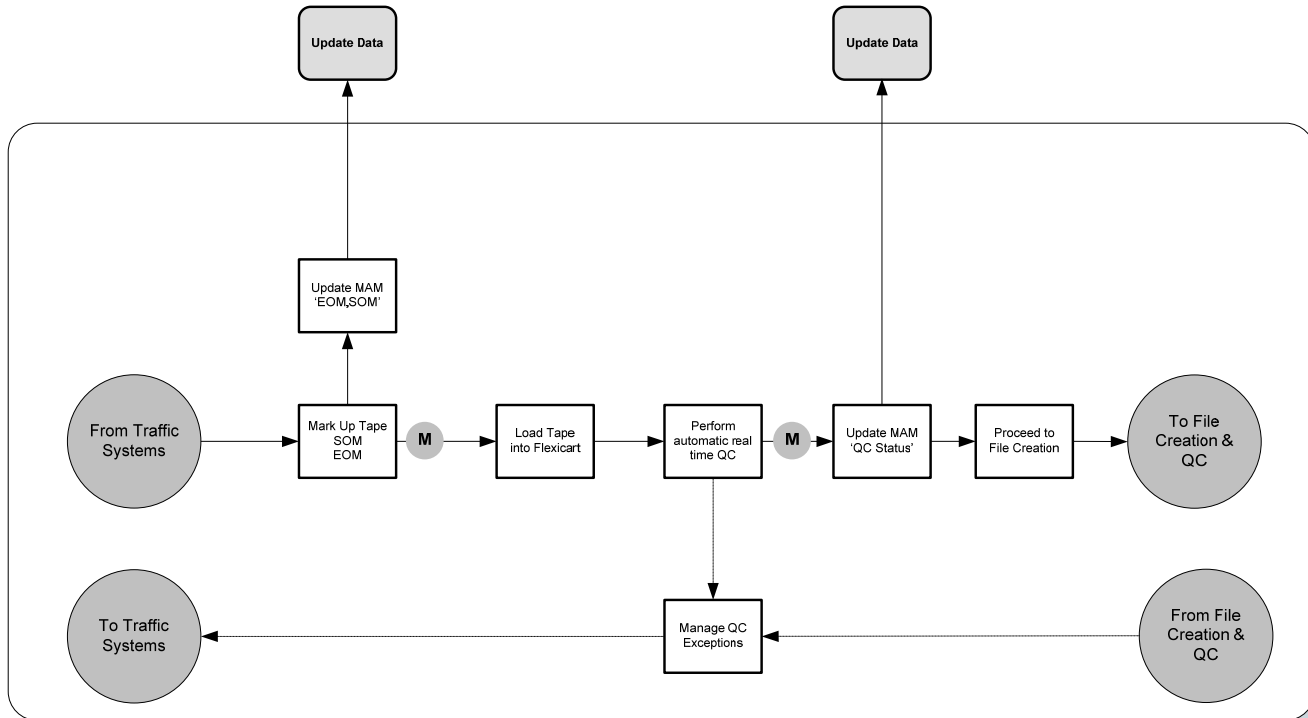 Update Data
Update Data
Update MAM
‘EOM,SOM’
From Traffic
Systems
Mark Up Tape
SOM
EOM
M
Load Tape
into Flexicart
Perform
automatic real
time QC
M
Update MAM
‘QC Status’
Proceed to
File Creation
To File
Creation &
QC
To Traffic
Systems
Manage QC
Exceptions
From File
Creation &
QC